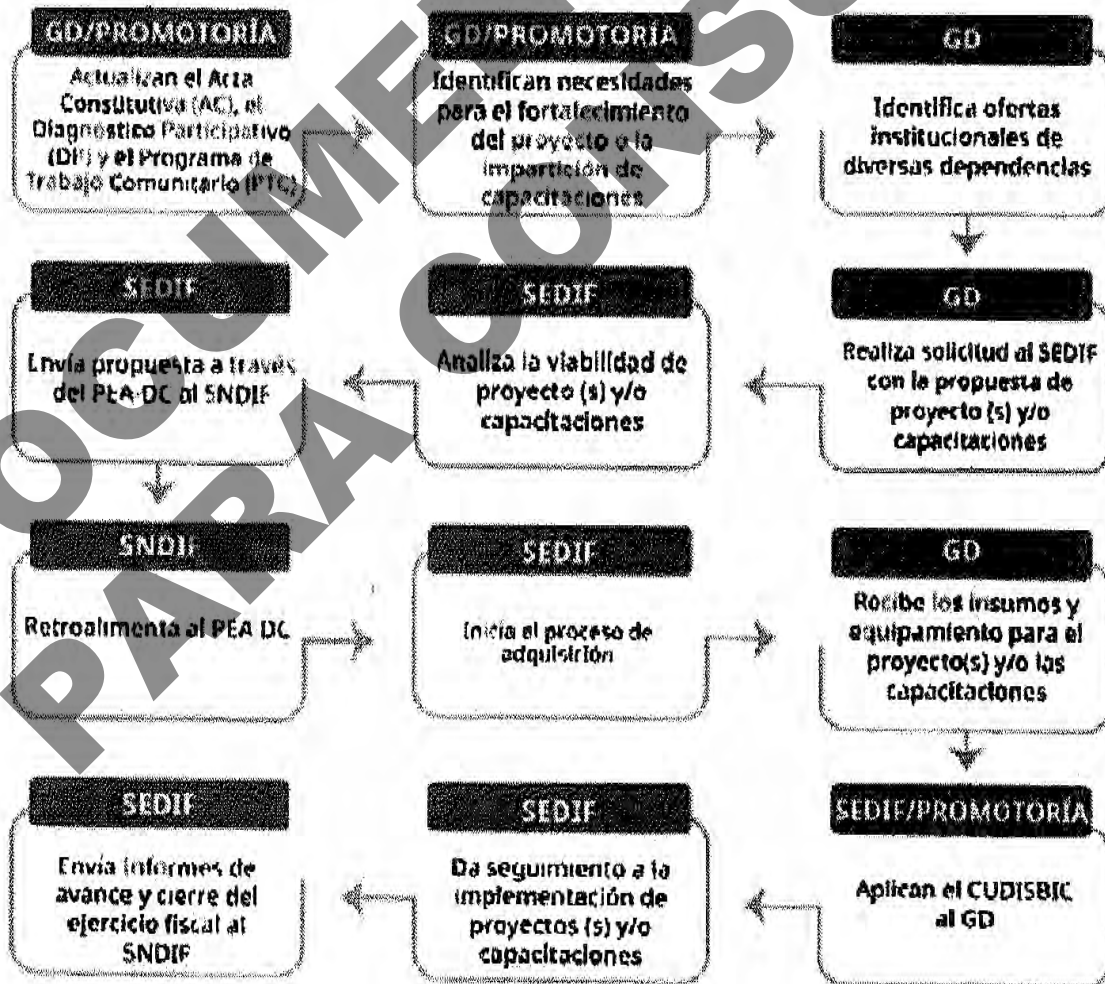 GD/PROMOTORÍA
Actualizan el Acta
Constitutiva (AC), el
Diagnóstico Participativo
(DP) y el Programa de
Trabajo Comunitario (PTC)
GD/PROMOTORÍA
Identifican necesidades
para el fortalecimiento
del proyecto o la
impartición de
capacitaciones
GD
Identifica ofertas
institucionales de
diversas dependencias
GD
Realiza solicitud al SEDIF
con la propuesta de
proyecto (s) y/o
capacitaciones
SEDIF
Analiza la viabilidad de
proyecto (s) y/o
capacitaciones
SEDIF
Envía propuesta a través
del PEA-DC al SNDIF
SNDIF
Retroalimenta al PEA DC
SEDIF
Inicia el proceso de
adquisición
GD
Recibe los insumos y
equipamiento para el
proyecto(s) y/o las
capacitaciones
SEDIF/PROMOTORÍA
Aplican el CUDISBIC
al GD
SEDIF
Da seguimiento a la
implementación de
proyectos (s) y/o
capacitaciones
SEDIF
Envía informes de
avance y cierre del
ejercicio fiscal al
SNDIF
PARA CONS